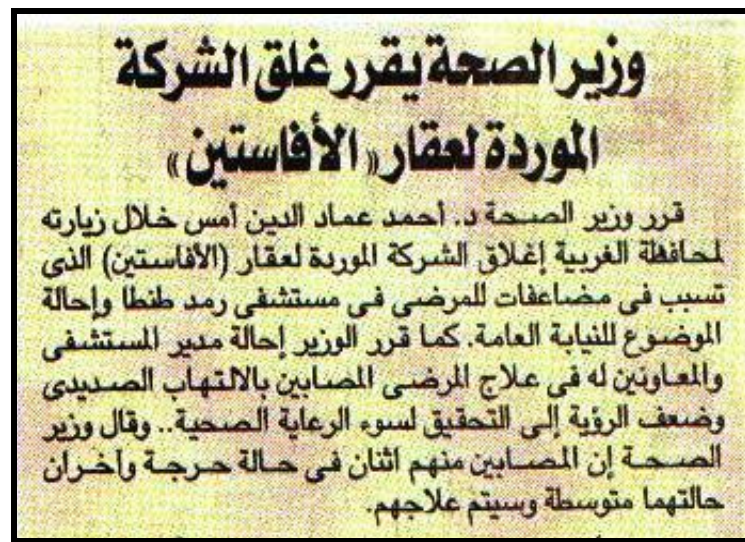 وزير الصحة يقرر غلق الشركة
الموردة لعقار «الأفاستين»
قرر وزير الصحة د. أحمد عماد الدين أمس خلال زيارته
لمحافظة الغربية إغلاق الشركة الموردة لعقار (الأفاستين) الذى
تسبب فى مضاعفات للمرضى فى مستشفى رمد طنطا وإحالة
الموضوع للنيابة العامة. كما قرر الوزير إحالة مدير المستشفى
والمعاونين له فى علاج المرضى المصابين بالالتهاب الصديدى
وضعف الرؤية إلى التحقيق لسوء الرعاية الصحية.. وقال وزير
الصحة إن المصابين منهم اثنان فى حالة حرجة وآخران
حالتهما متوسطة وسيتم علاجهم.